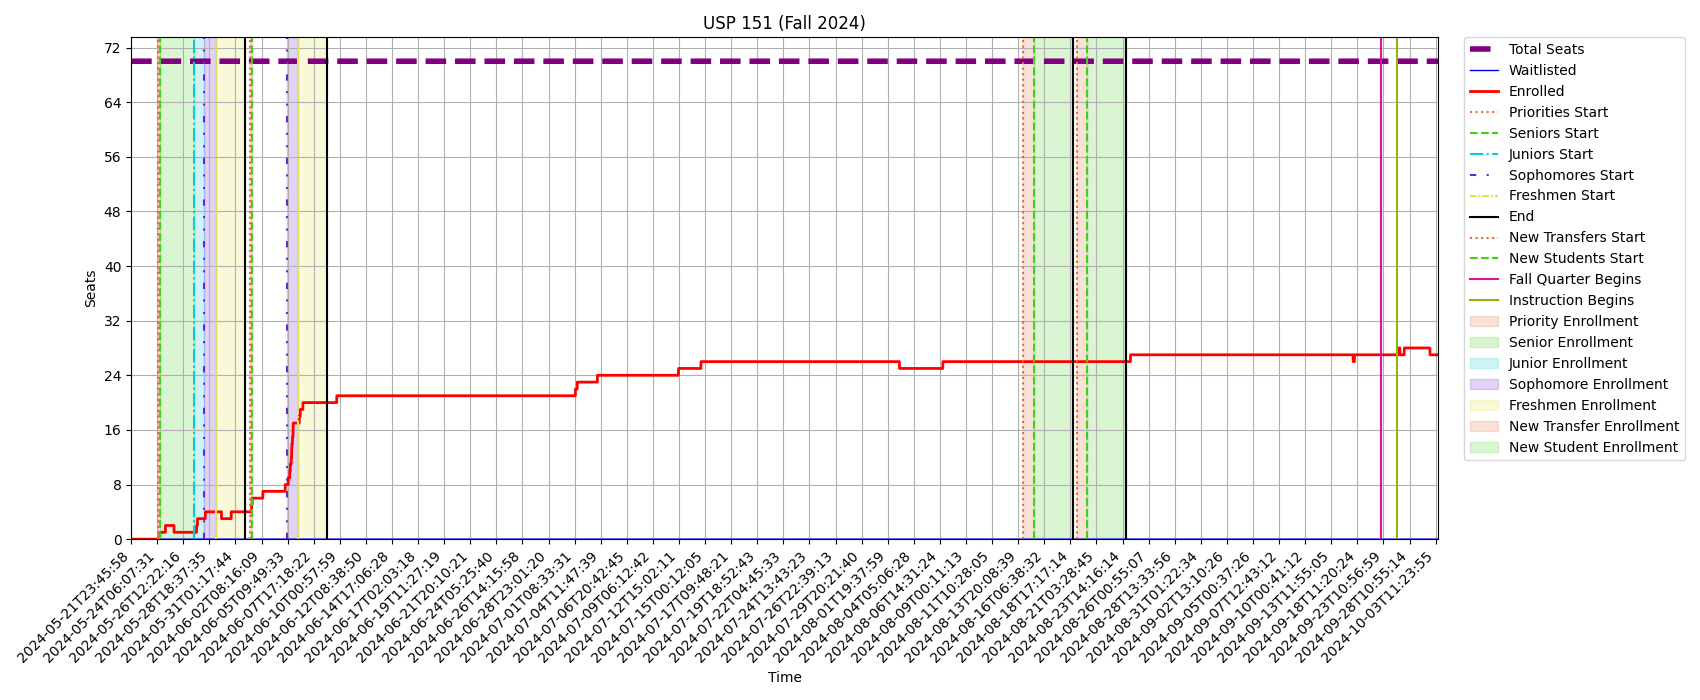 USP 151 (Fall 2024)
Seats
72
64
56
48
40
32
24
16
8
0
2024-05-21T23:45:58
2024-05-24T06:07:31
2024-05-26T12:22:16
2024-05-28T18:37:35
2024-05-31T01:17:44
2024-06-02T08:16:09
2024-06-05T09:49:33
2024-06-07T17:18:22
2024-06-10T00:57:59
2024-06-12T08:38:50
2024-06-14T17:06:28
2024-06-17T02:03:18
2024-06-19T11:27:19
2024-06-21T20:10:21
2024-06-24T05:25:40
2024-06-26T14:15:58
2024-06-28T23:01:20
2024-07-01T08:33:31
2024-07-04T11:47:39
2024-07-06T20:42:45
2024-07-09T06:12:42
2024-07-12T15:02:11
2024-07-15T00:12:05
2024-07-17T09:48:21
2024-07-19T18:52:43
2024-07-22T04:45:33
2024-07-24T13:43:23
2024-07-26T22:39:13
2024-07-29T20:21:40
2024-08-01T19:37:59
2024-08-04T05:06:28
2024-08-06T14:31:24
2024-08-09T00:11:13
2024-08-11T10:28:05
2024-08-13T20:08:39
2024-08-16T06:38:32
2024-08-18T17:17:14
2024-08-21T03:28:45
2024-08-23T14:16:14
2024-08-26T00:55:07
2024-08-28T13:33:56
2024-08-31T01:22:34
2024-09-02T13:10:26
2024-09-05T00:37:26
2024-09-07T12:43:12
2024-09-10T00:41:12
2024-09-13T11:55:05
2024-09-18T11:20:24
2024-09-23T10:56:59
2024-09-28T10:55:14
2024-10-03T11:23:55
Time
Total Seats
Waitlisted
Enrolled
Priorities Start
Seniors Start
Juniors Start
Sophomores Start
Freshmen Start
End
New Transfers Start
New Students Start
Fall Quarter Begins
Instruction Begins
Priority Enrollment
Senior Enrollment
Junior Enrollment
Sophomore Enrollment
Freshmen Enrollment
New Transfer Enrollment
New Student Enrollment